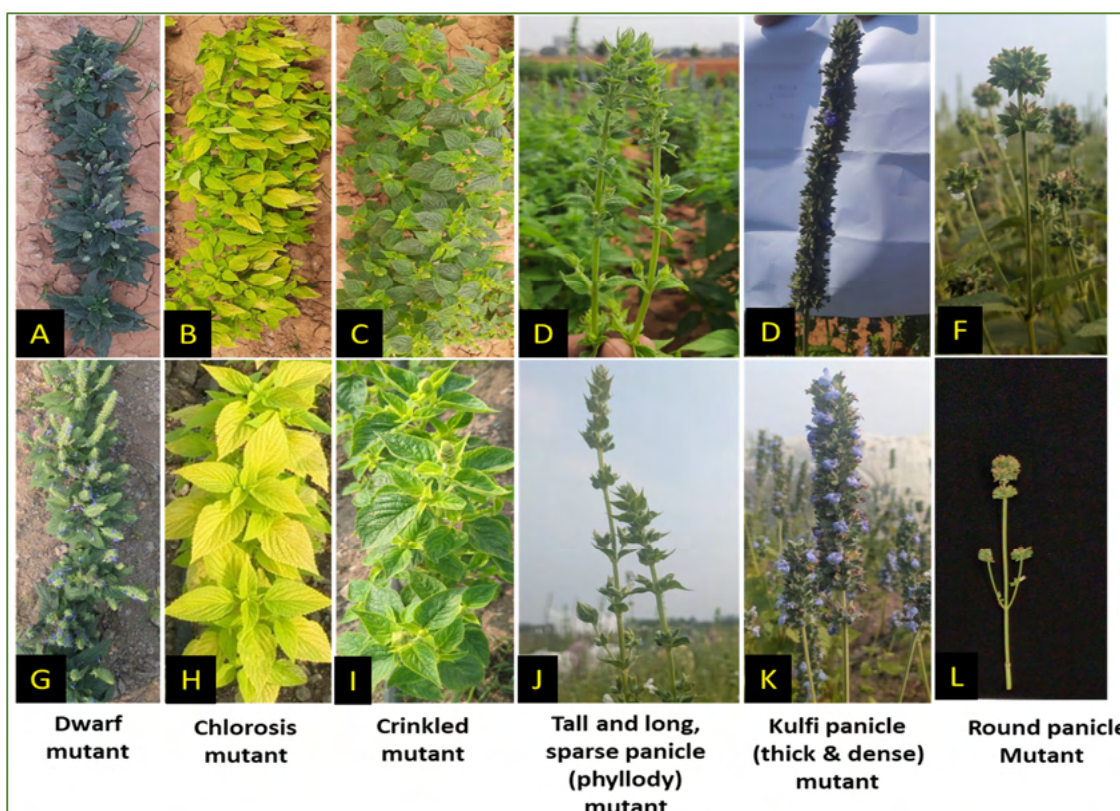 A B C D D F
G H I J K L
Dwarf
mutant
Chlorosis
mutant
Crinkled
mutant
Tall and long,
sparse panicle
(phyllody)
mutant
Kulfi panicle
(thick & dense)
mutant
Round panicle
Mutant